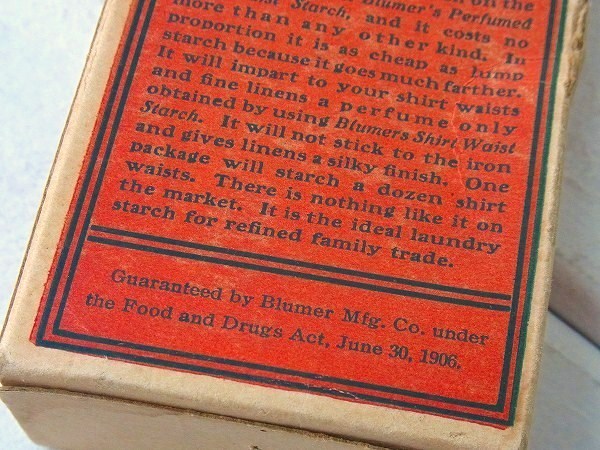 on the
Starch, Blumer's Perfumed
more than any and it costs no
proportion it is other kind. In
starch because it as cheap as lump
It will impart to goes much farther.
and fine linens your shirt waists
obtained by using a perfume only
Starch. It will Blumers Shirt Waist
and gives linens not stick to the iron
package will a silky finish. One
waists. There starch a dozen shirt
the market. is nothing like it on
starch for It is the ideal laundry
refined family trade.
Guaranteed by Blumer Mfg. Co. under
the Food and Drugs Act, June 30, 1906.